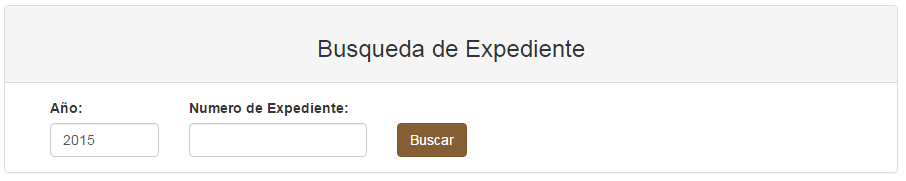 Busqueda de Expediente
Año: Numero de Expediente:
2015 Buscar